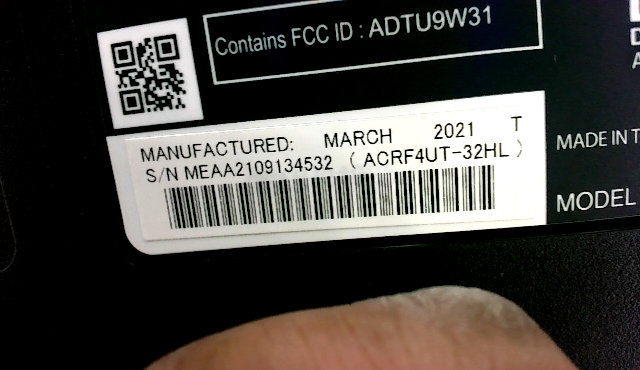 Contains FCC ID : ADTU9W31
MANUFACTURED: MARCH 2021 T
S/N MEAA2109134532 ( ACRF4UT-32HL )
MADE IN T
MODEL